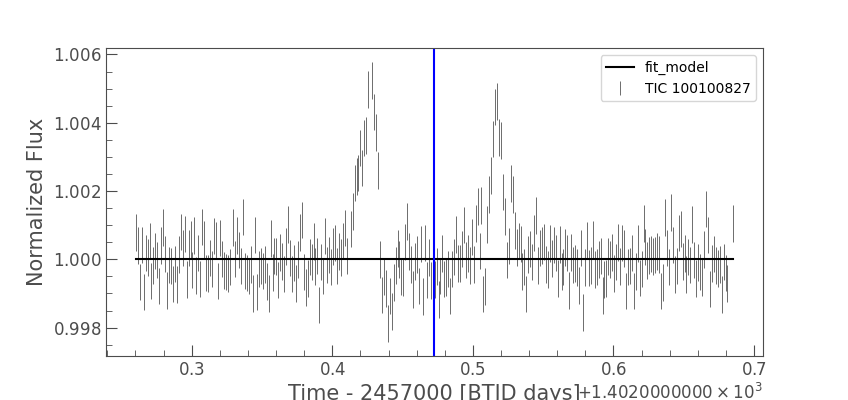 1.006
1.004
1.002
1.000
0.998
Normalized Flux
fit_model
TIC 100100827
0.3 0.4 0.5 0.6 0.7
Time - 2457000 [BTJD days]
+1.4020000000 × 10³